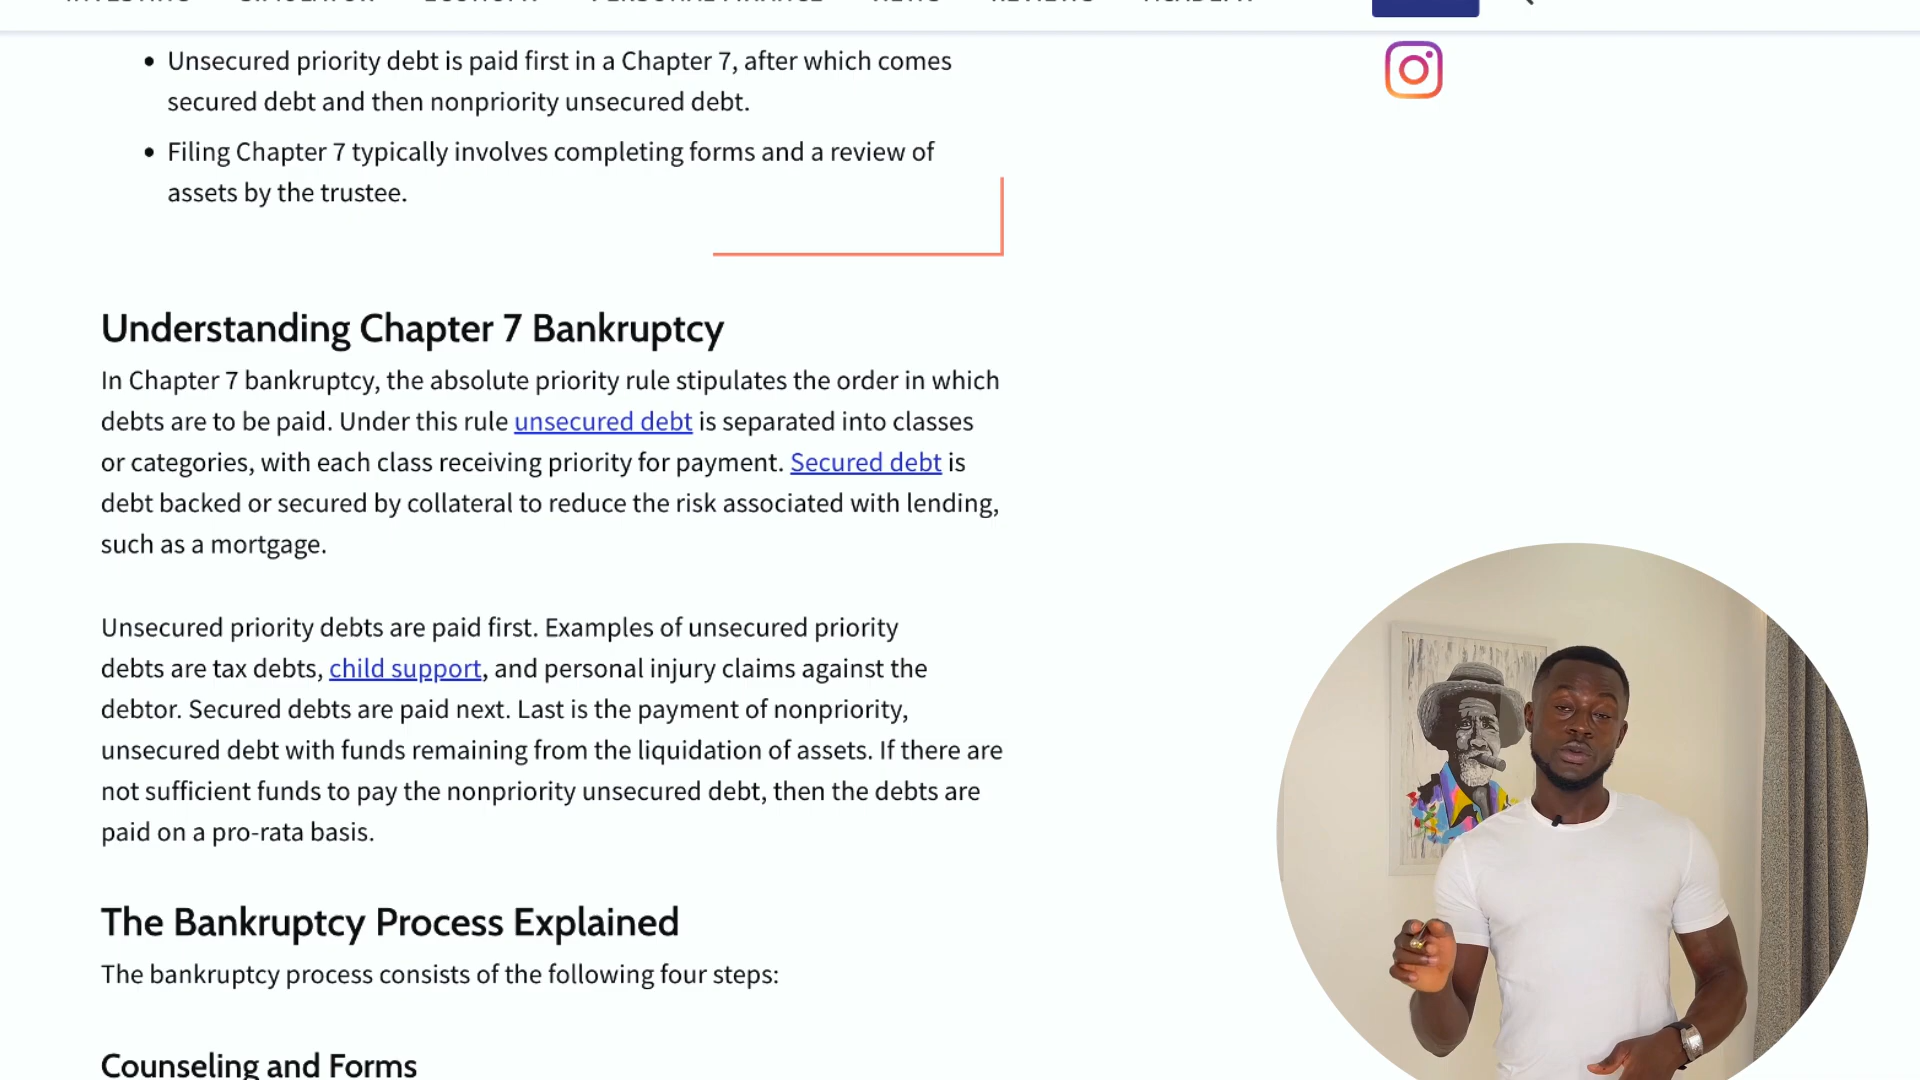 INVESTING SIMULATOR ECONOMY PERSONAL FINANCE NEWS REVIEWS ACADEMY
• Unsecured priority debt is paid first in a Chapter 7, after which comes
secured debt and then nonpriority unsecured debt.
• Filing Chapter 7 typically involves completing forms and a review of
assets by the trustee.
Understanding Chapter 7 Bankruptcy
In Chapter 7 bankruptcy, the absolute priority rule stipulates the order in which
debts are to be paid. Under this rule unsecured debt is separated into classes
or categories, with each class receiving priority for payment. Secured debt is
debt backed or secured by collateral to reduce the risk associated with lending,
such as a mortgage.
Unsecured priority debts are paid first. Examples of unsecured priority
debts are tax debts, child support, and personal injury claims against the
debtor. Secured debts are paid next. Last is the payment of nonpriority,
unsecured debt with funds remaining from the liquidation of assets. If there are
not sufficient funds to pay the nonpriority unsecured debt, then the debts are
paid on a pro-rata basis.
The Bankruptcy Process Explained
The bankruptcy process consists of the following four steps:
Counseling and Forms